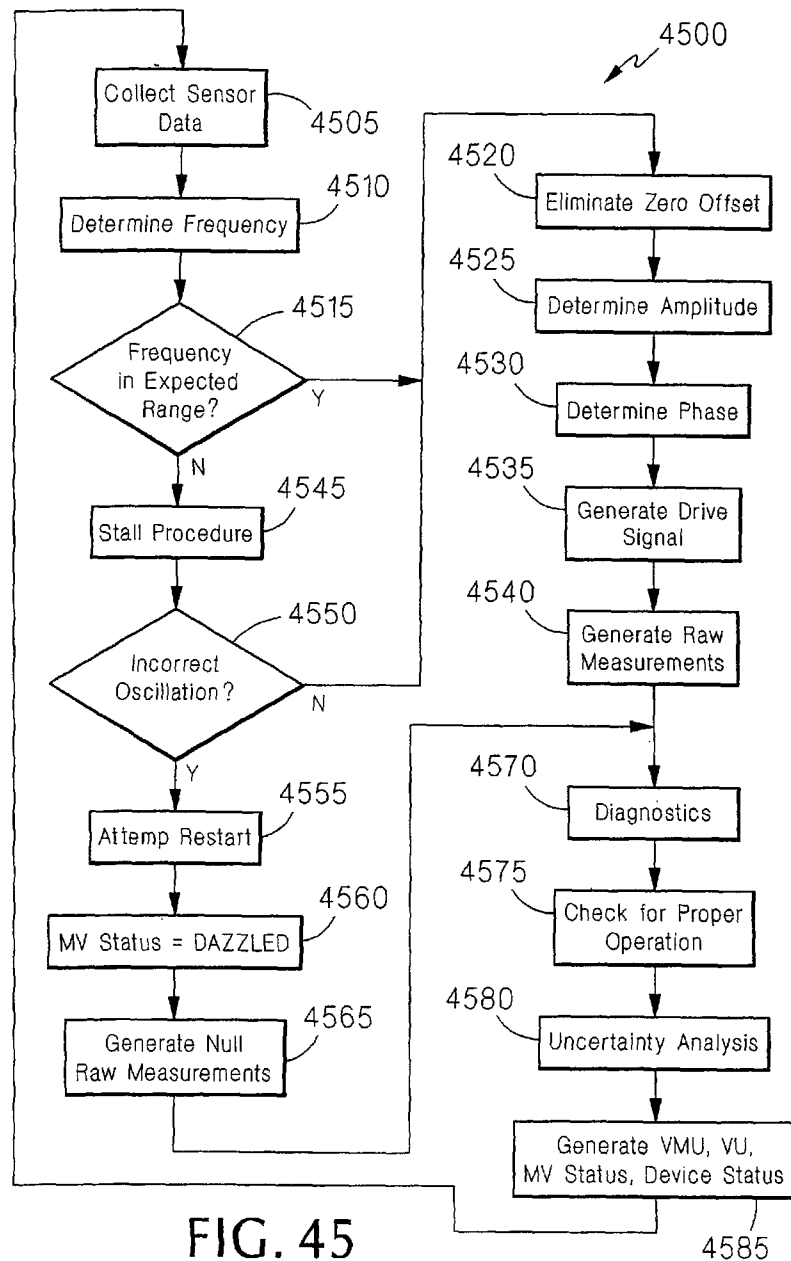 4500
Collect Sensor
Data
4505
4510
Determine Frequency
4515
Frequency
in Expected
Range?
Y
N
4545
Stall Procedure
4550
Incorrect
Oscillation?
N
Y
4555
Attemp Restart
4560
MV Status = DAZZLED
4565
Generate Null
Raw Measurements
4520
Eliminate Zero Offset
4525
Determine Amplitude
4530
Determine Phase
4535
Generate Drive
Signal
4540
Generate Raw
Measurements
4570
Diagnostics
4575
Check for Proper
Operation
4580
Uncertainty Analysis
Generate VMU, VU,
MV Status, Device Status
4585
FIG. 45